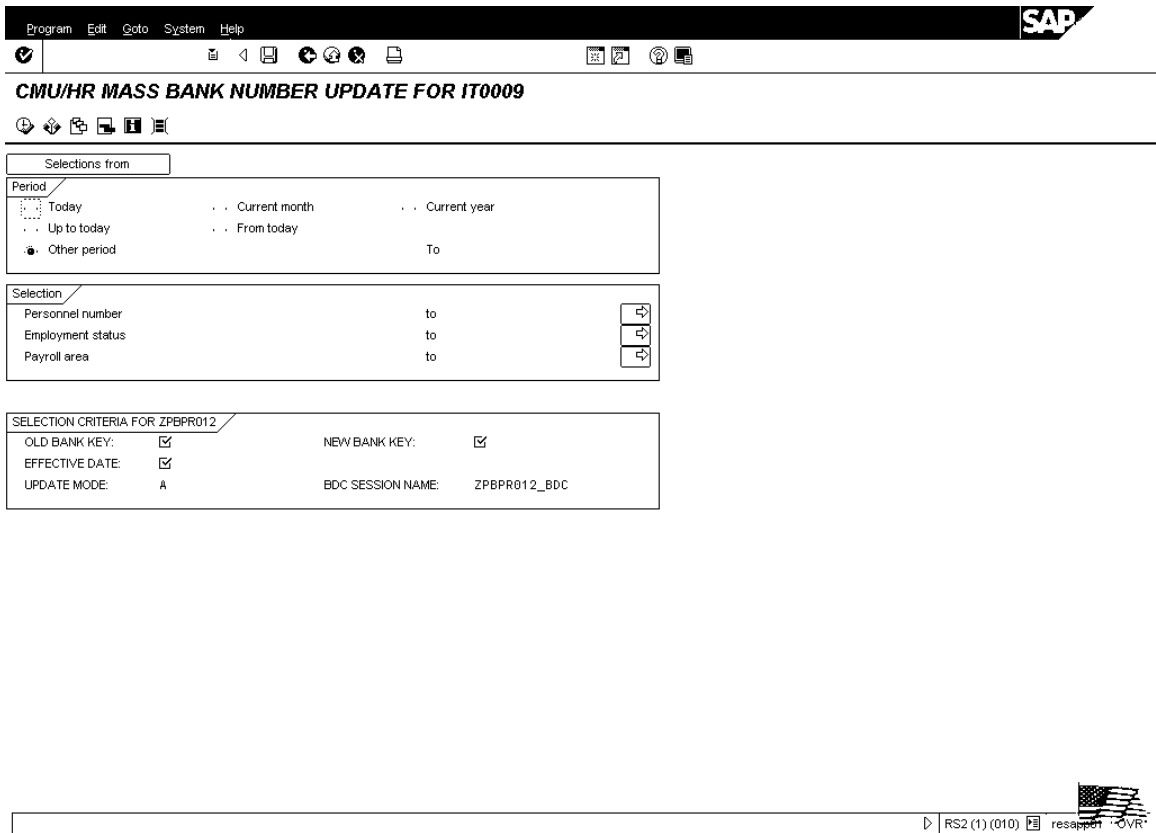 Program Edit Goto System Help
SAP
CMU/HR MASS BANK NUMBER UPDATE FOR IT0009
Selections from
Period
Today Current month Current year
Up to today From today
Other period To
Selection
Personnel number to
Employment status to
Payroll area to
SELECTION CRITERIA FOR ZPBPR012
OLD BANK KEY: NEW BANK KEY:
EFFECTIVE DATE:
UPDATE MODE: A BDC SESSION NAME: ZPBPR012_BDC
RS2 (1) (010) resapp01 OVR